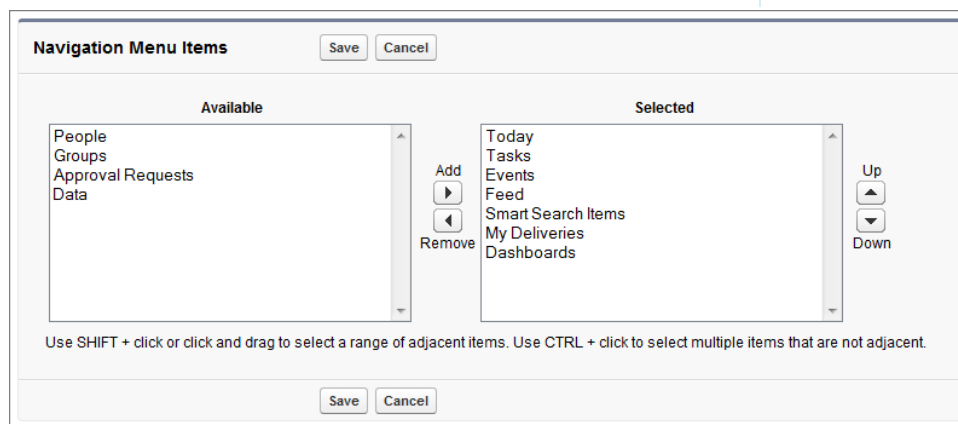 Navigation Menu Items
Save
Cancel
Available
Selected
People
Groups
Approval Requests
Data
Add
Remove
Today
Tasks
Events
Feed
Smart Search Items
My Deliveries
Dashboards
Up
Down
Use SHIFT + click or click and drag to select a range of adjacent items. Use CTRL + click to select multiple items that are not adjacent.
Save
Cancel